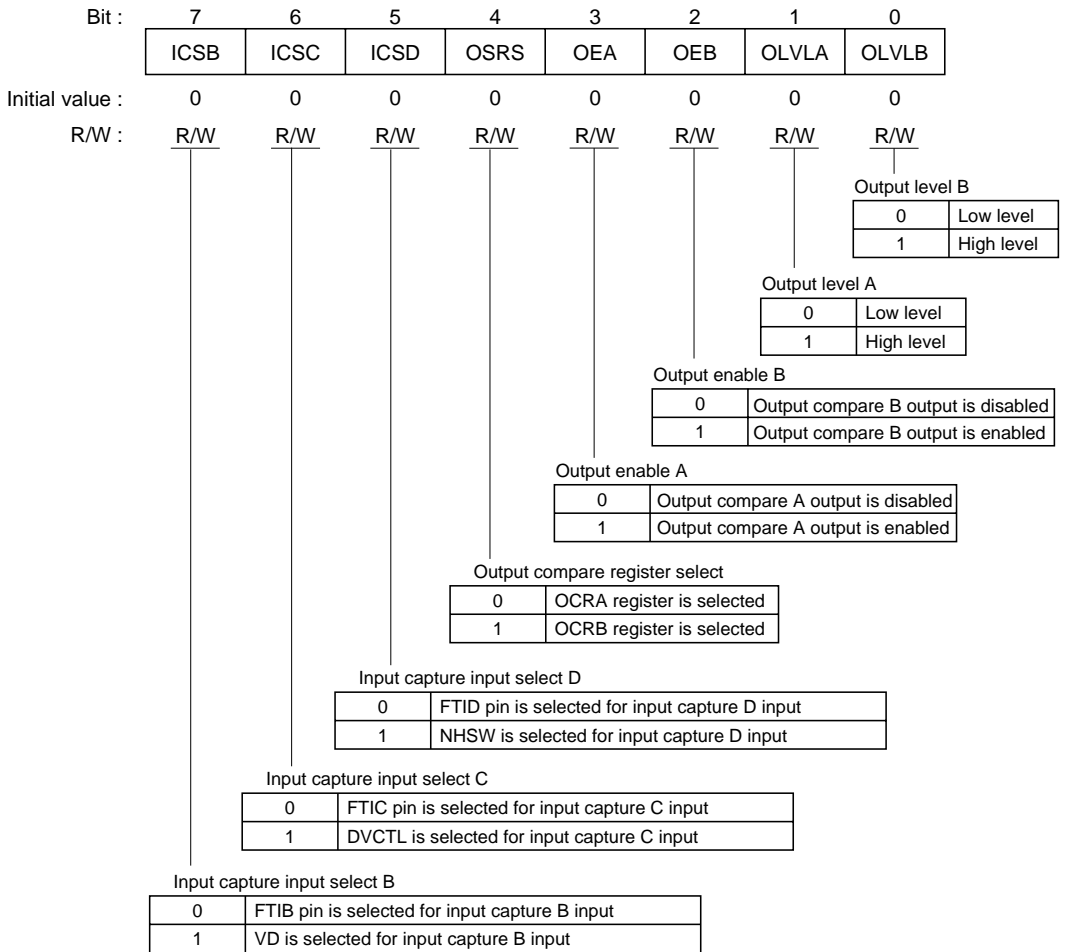 Bit : 7 6 5 4 3 2 1 0
ICSB ICSC ICSD OSRS OEA OEB OLVLA OLVLB
Initial value : 0 0 0 0 0 0 0 0
R/W : R/W R/W R/W R/W R/W R/W R/W R/W
Output level B
0 Low level
1 High level
Output level A
0 Low level
1 High level
Output enable B
0 Output compare B output is disabled
1 Output compare B output is enabled
Output enable A
0 Output compare A output is disabled
1 Output compare A output is enabled
Output compare register select
0 OCRA register is selected
1 OCRB register is selected
Input capture input select D
0 FTID pin is selected for input capture D input
1 NHSW is selected for input capture D input
Input capture input select C
0 FTIC pin is selected for input capture C input
1 DVCTL is selected for input capture C input
Input capture input select B
0 FTIB pin is selected for input capture B input
1 VD is selected for input capture B input